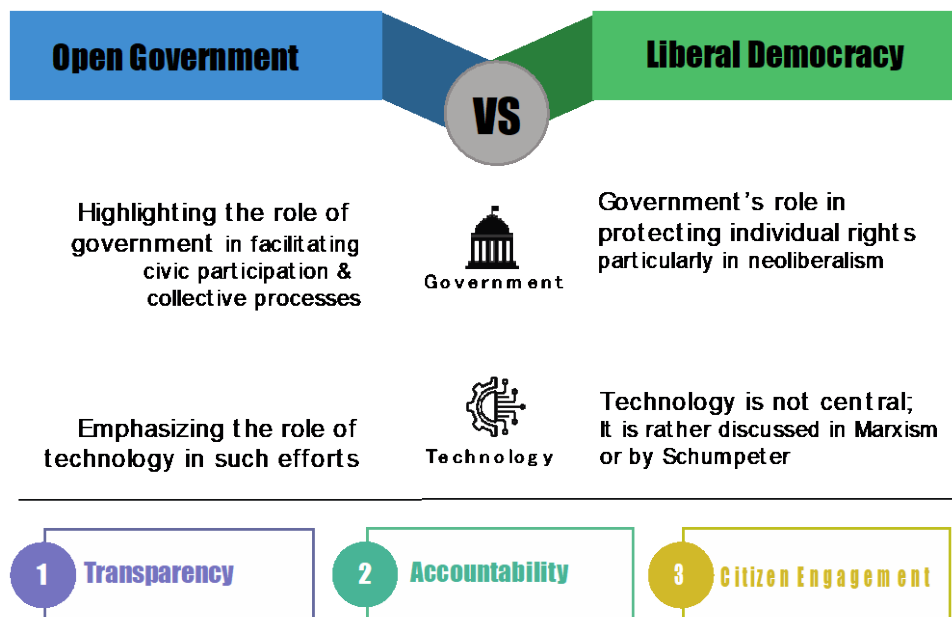 Open Government
VS
Liberal Democracy
Highlighting the role of
government in facilitating
civic participation &
collective processes
Government
Government's role in
protecting individual rights
particularly in neoliberalism
Emphasizing the role of
technology in such efforts
Technology
Technology is not central;
It is rather discussed in Marxism
or by Schumpeter
1 Transparency
2 Accountability
3 Citizen Engagement